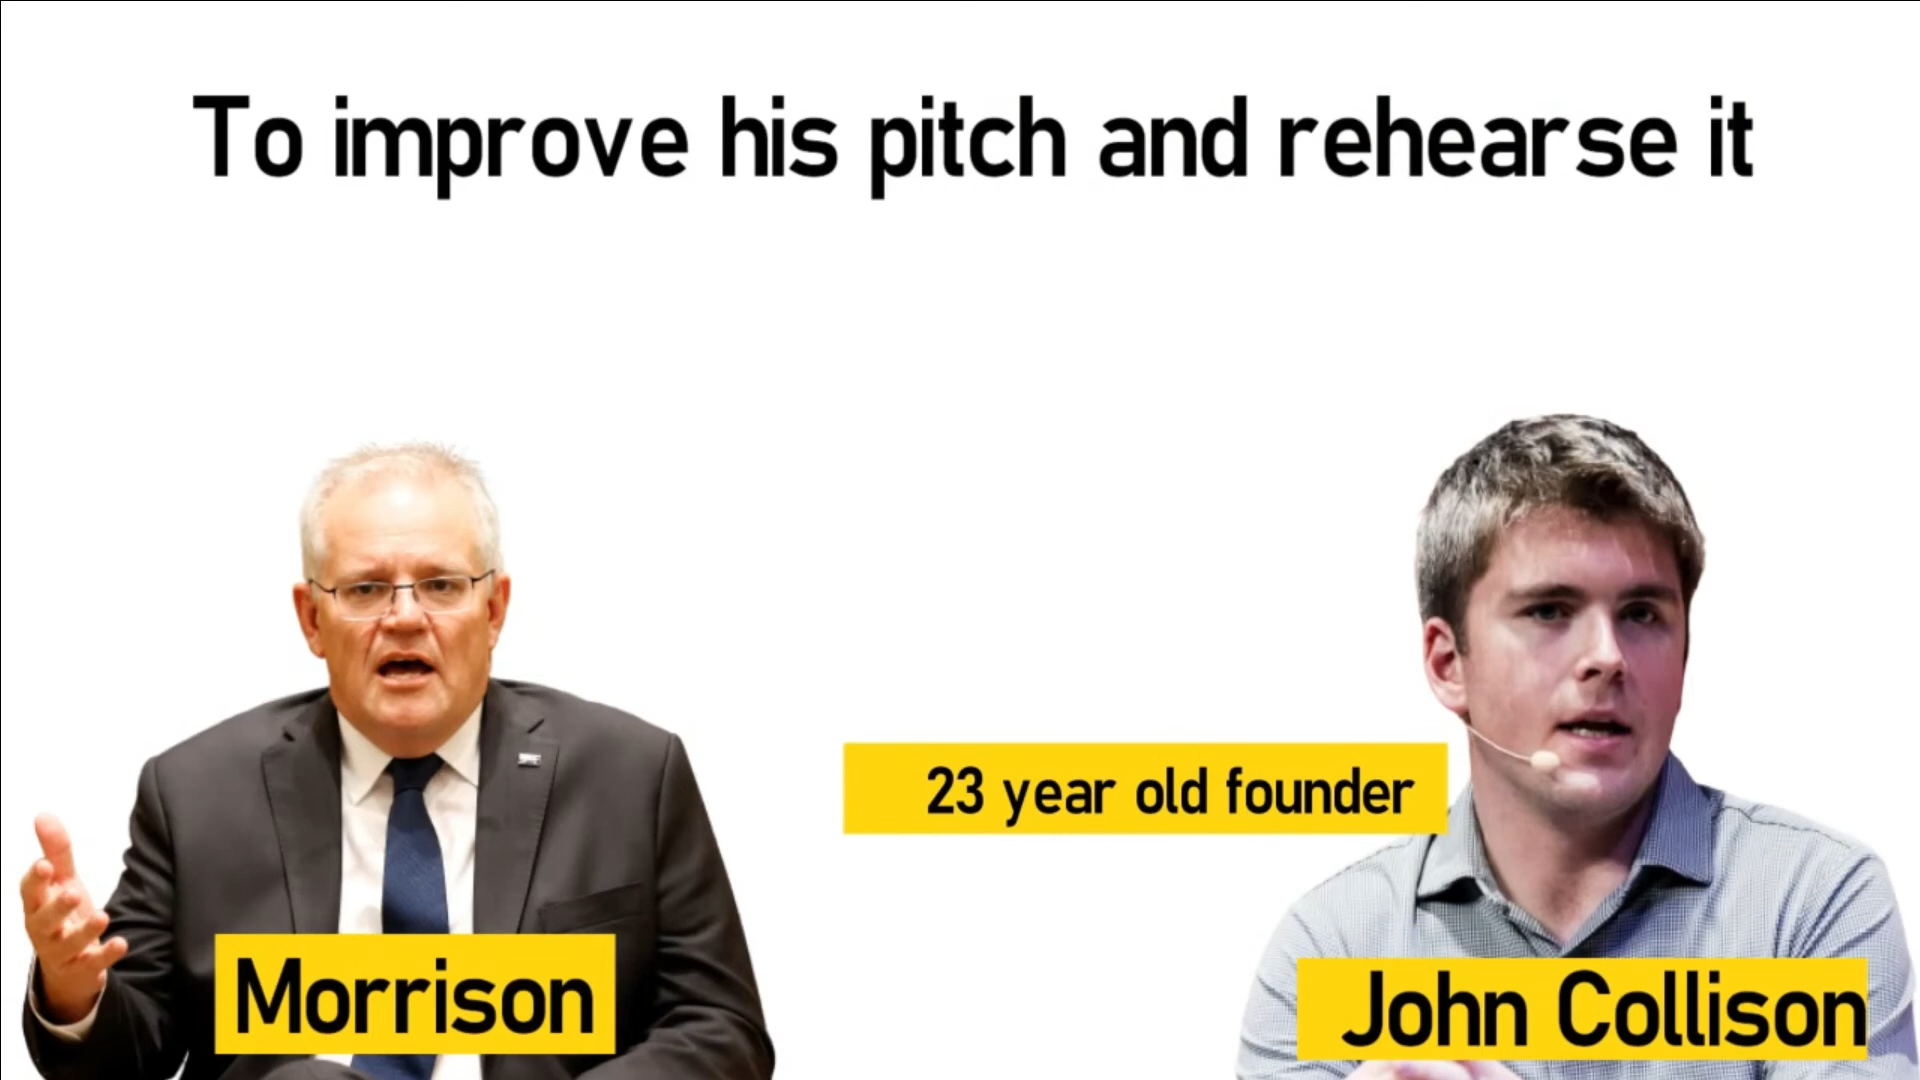 To improve his pitch and rehearse it
23 year old founder
Morrison
John Collison